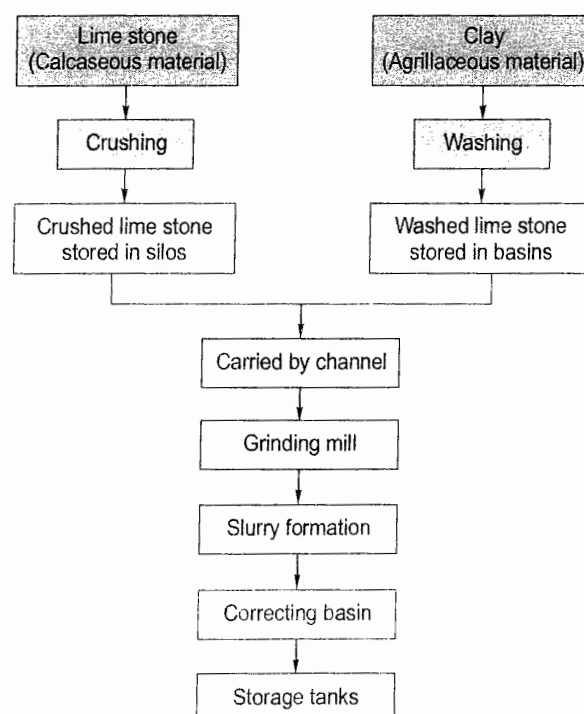 Lime stone
(Calcaseous material)
Clay
(Agrillaceous material)
Crushing
Washing
Crushed lime stone
stored in silos
Washed lime stone
stored in basins
Carried by channel
Grinding mill
Slurry formation
Correcting basin
Storage tanks